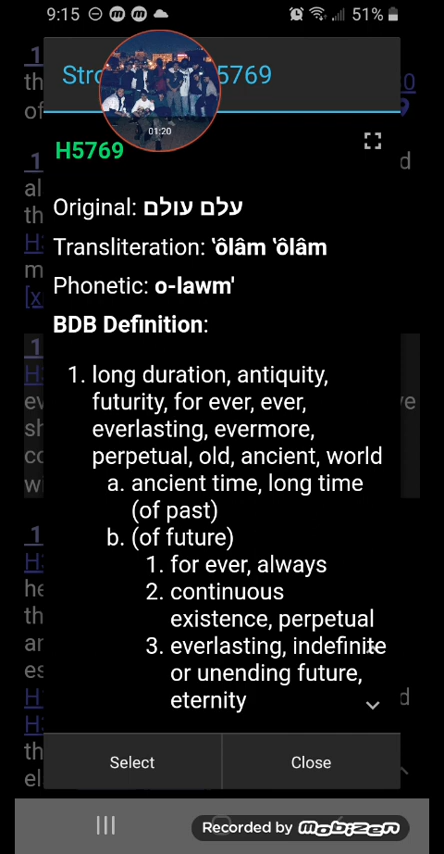 9:15 51%
Stro 5769
01:20
H5769
Original: עלם עולם
Transliteration: ‛ôlâm ‛ôlâm
Phonetic: o-lawm'
BDB Definition:
1. long duration, antiquity,
futurity, for ever, ever,
everlasting, evermore,
perpetual, old, ancient, world
a. ancient time, long time
(of past)
b. (of future)
1. for ever, always
2. continuous
existence, perpetual
3. everlasting, indefinite
or unending future,
eternity
Select Close
Recorded by Mobizen